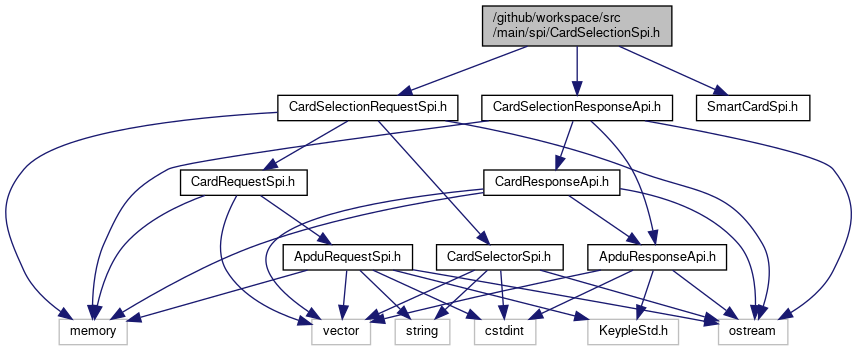 /github/workspace/src
/main/spi/CardSelectionSpi.h
CardSelectionRequestSpi.h
CardSelectionResponseApi.h
SmartCardSpi.h
CardRequestSpi.h
CardResponseApi.h
ApduRequestSpi.h
CardSelectorSpi.h
ApduResponseApi.h
memory
vector
string
cstdint
KeypleStd.h
ostream